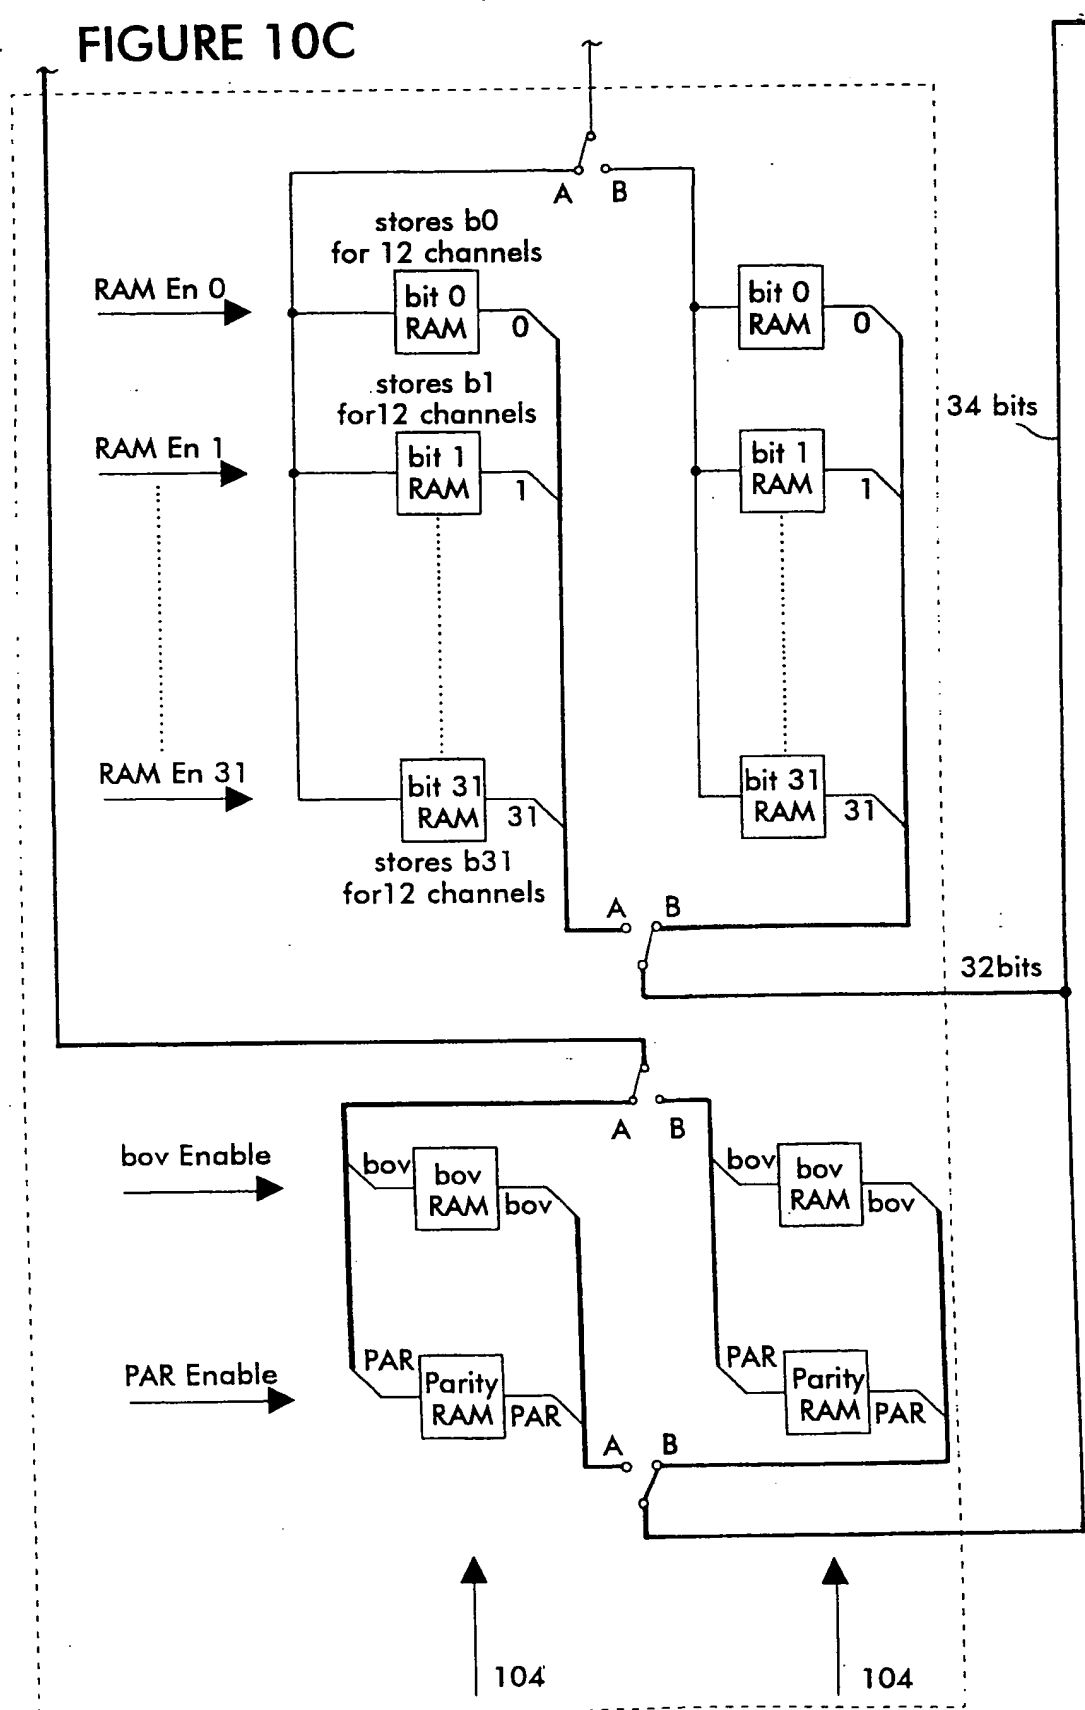 FIGURE 10C
A B
stores b0
for 12 channels
RAM En 0
bit 0
RAM
0
bit 0
RAM
0
stores b1
for12 channels
34 bits
RAM En 1
bit 1
RAM
1
bit 1
RAM
1
RAM En 31
bit 31
RAM
31
bit 31
RAM
31
stores b31
for12 channels
A B
32bits
A B
bov Enable
bov
bov
RAM
bov
bov
bov
RAM
bov
PAR Enable
PAR
Parity
RAM
PAR
PAR
Parity
RAM
PAR
A B
104
104